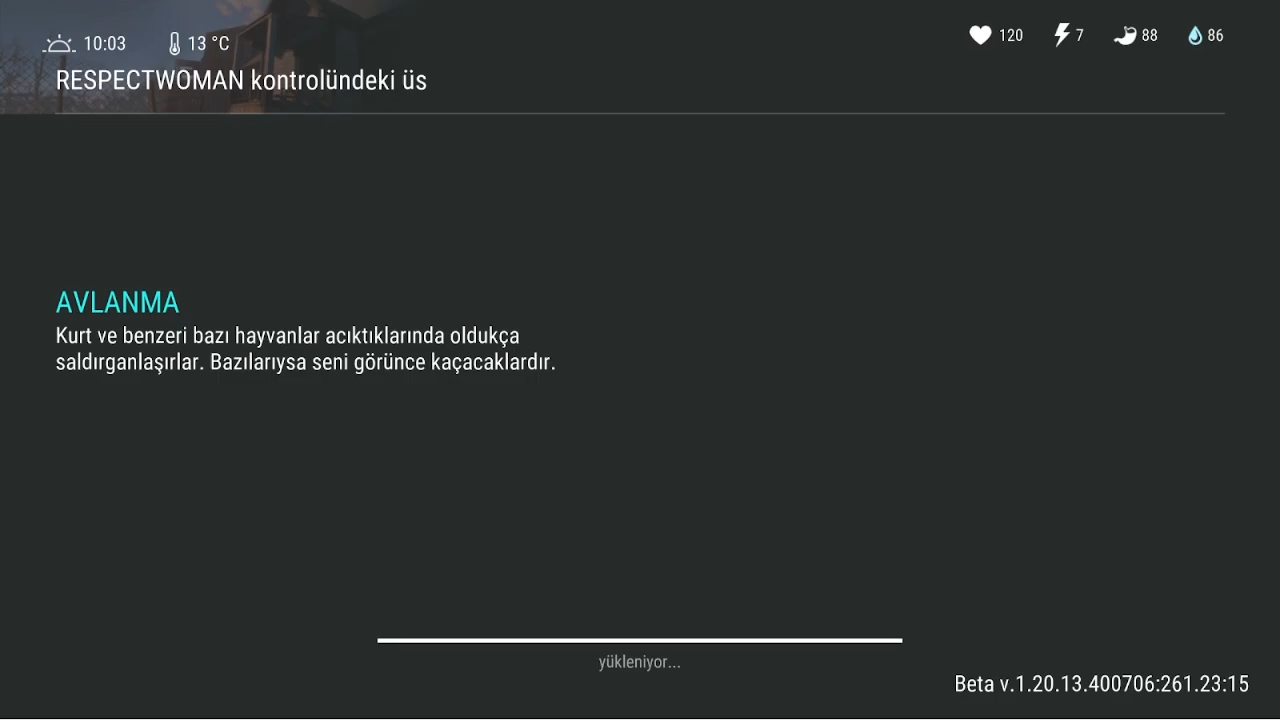 10:03 13 °C 120 7 88 86
RESPECTWOMAN kontrolündeki üs
AVLANMA
Kurt ve benzeri bazı hayvanlar acıktıklarında oldukça
saldırganlaşırlar. Bazılarıysa seni görünce kaçacaklardır.
yükleniyor...
Beta v.1.20.13.400706:261.23:15